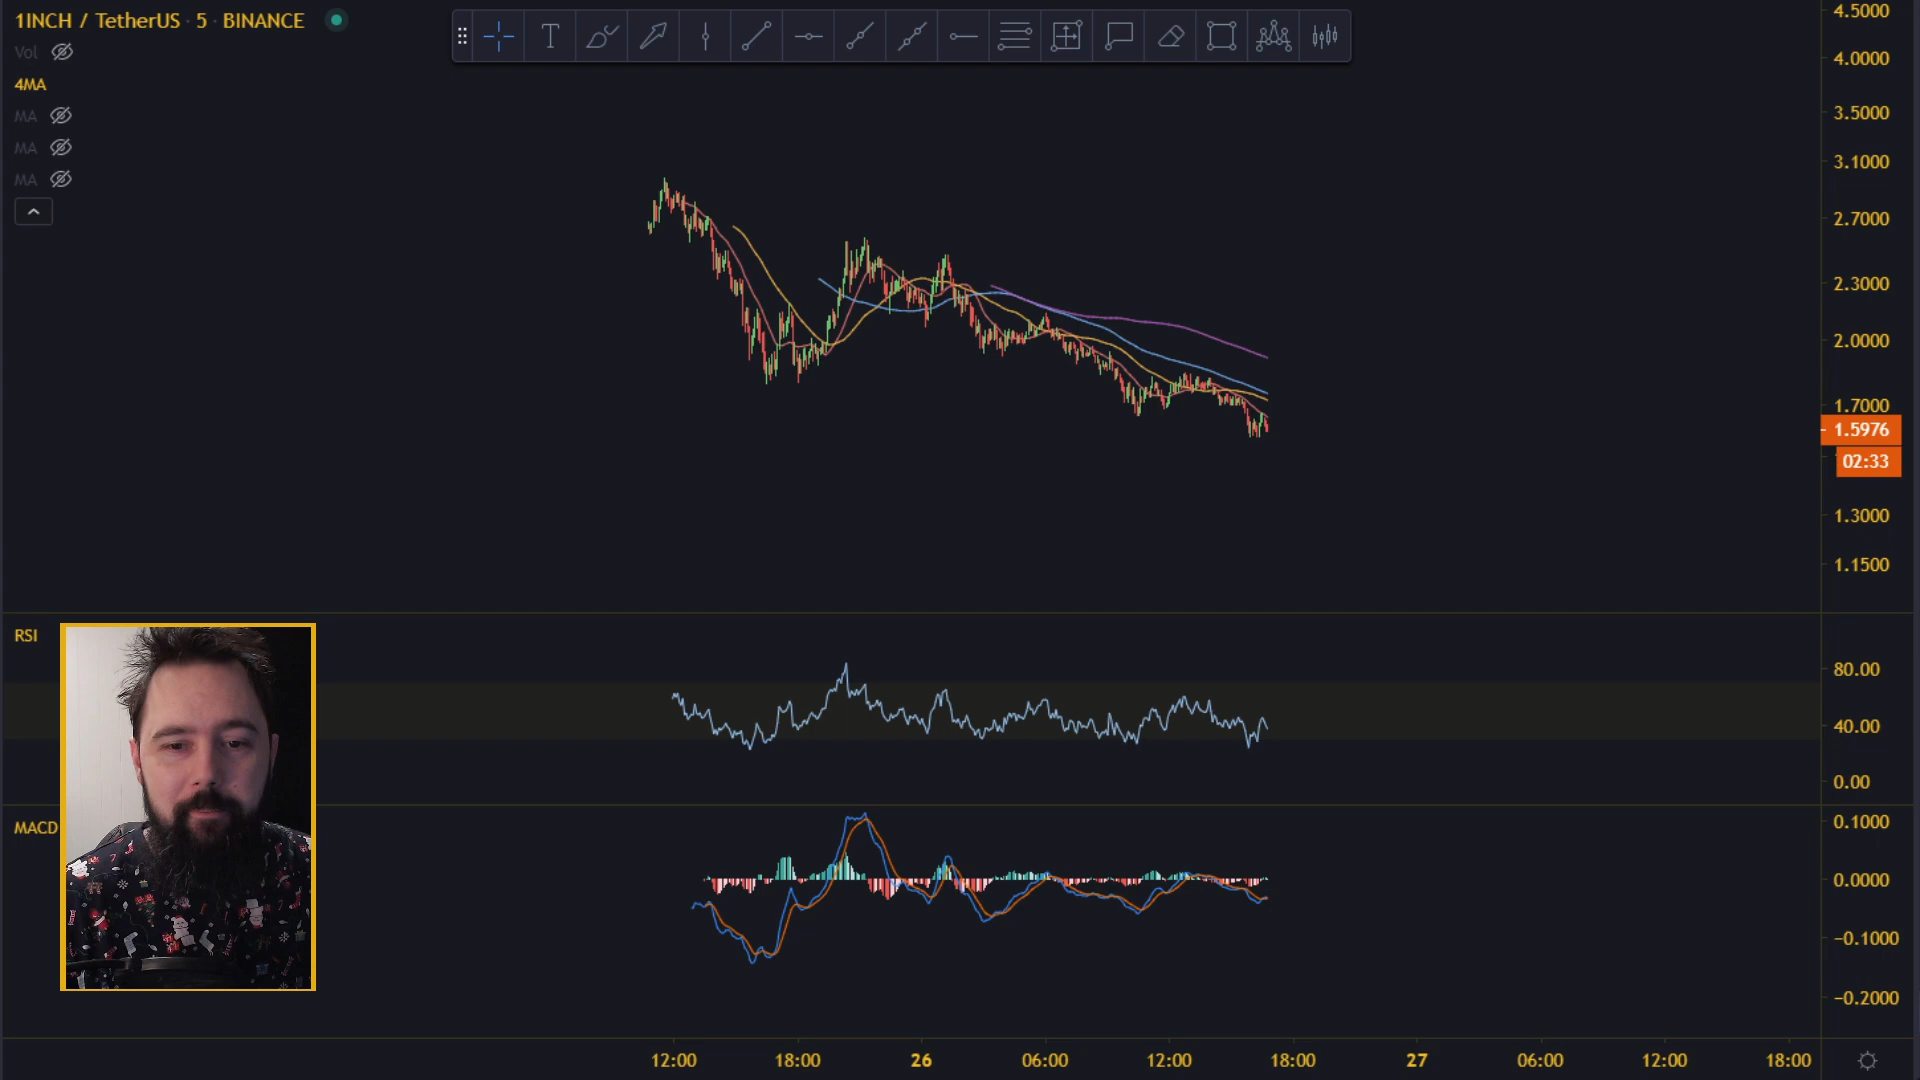 1INCH / TetherUS · 5 · BINANCE
Vol
4MA
MA
MA
MA
T
4.5000
4.0000
3.5000
3.1000
2.7000
2.3000
2.0000
1.7000
1.5976
02:33
1.3000
1.1500
RSI
80.00
40.00
0.00
MACD
0.1000
0.0000
−0.1000
−0.2000
12:00 18:00 26 06:00 12:00 18:00 27 06:00 12:00 18:00